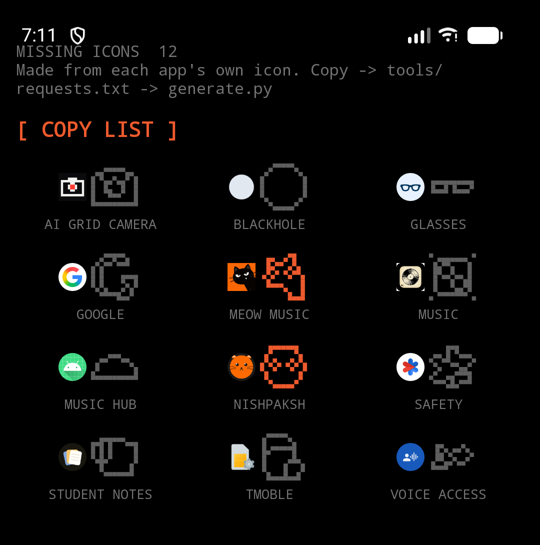 7:11
MISSING ICONS  12
Made from each app's own icon. Copy -> tools/
requests.txt -> generate.py
[ COPY LIST ]
AI GRID CAMERA
BLACKHOLE
GLASSES
GOOGLE
MEOW MUSIC
MUSIC
MUSIC HUB
NISHPAKSH
SAFETY
STUDENT NOTES
TMOBLE
VOICE ACCESS